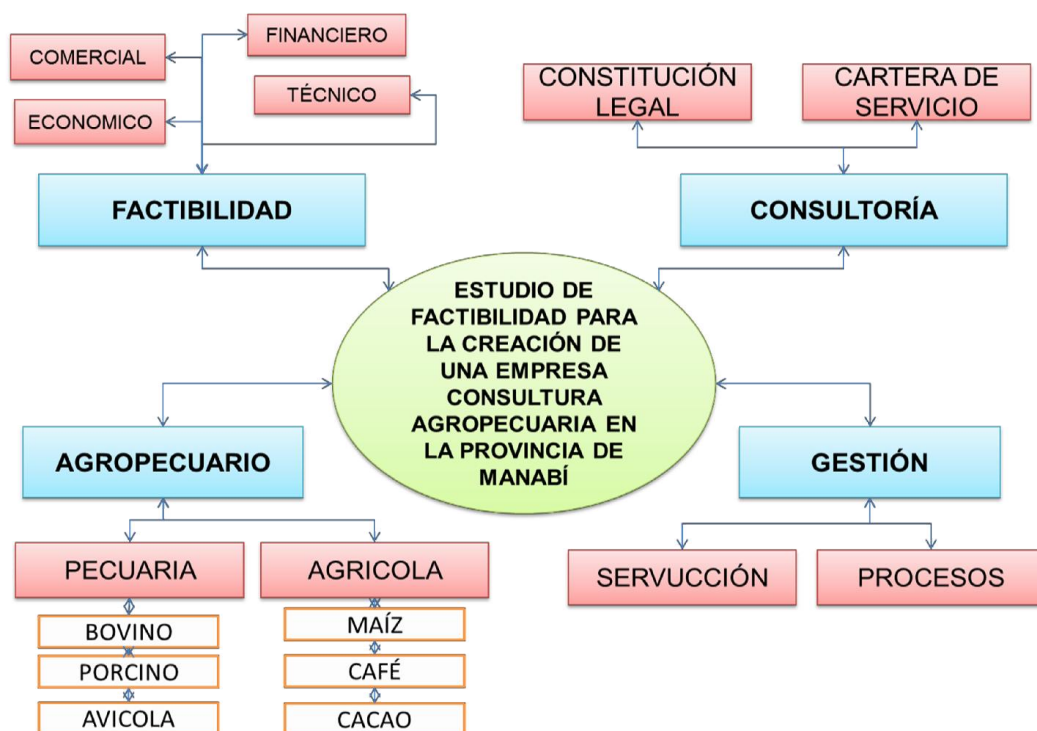 FINANCIERO
COMERCIAL
TÉCNICO
ECONOMICO
CONSTITUCIÓN
LEGAL
CARTERA DE
SERVICIO
FACTIBILIDAD
CONSULTORÍA
ESTUDIO DE
FACTIBILIDAD PARA
LA CREACIÓN DE
UNA EMPRESA
CONSULTURA
AGROPECUARIA EN
LA PROVINCIA DE
MANABÍ
AGROPECUARIO
GESTIÓN
PECUARIA
AGRICOLA
SERVUCCIÓN
PROCESOS
BOVINO
PORCINO
AVICOLA
MAÍZ
CAFÉ
CACAO